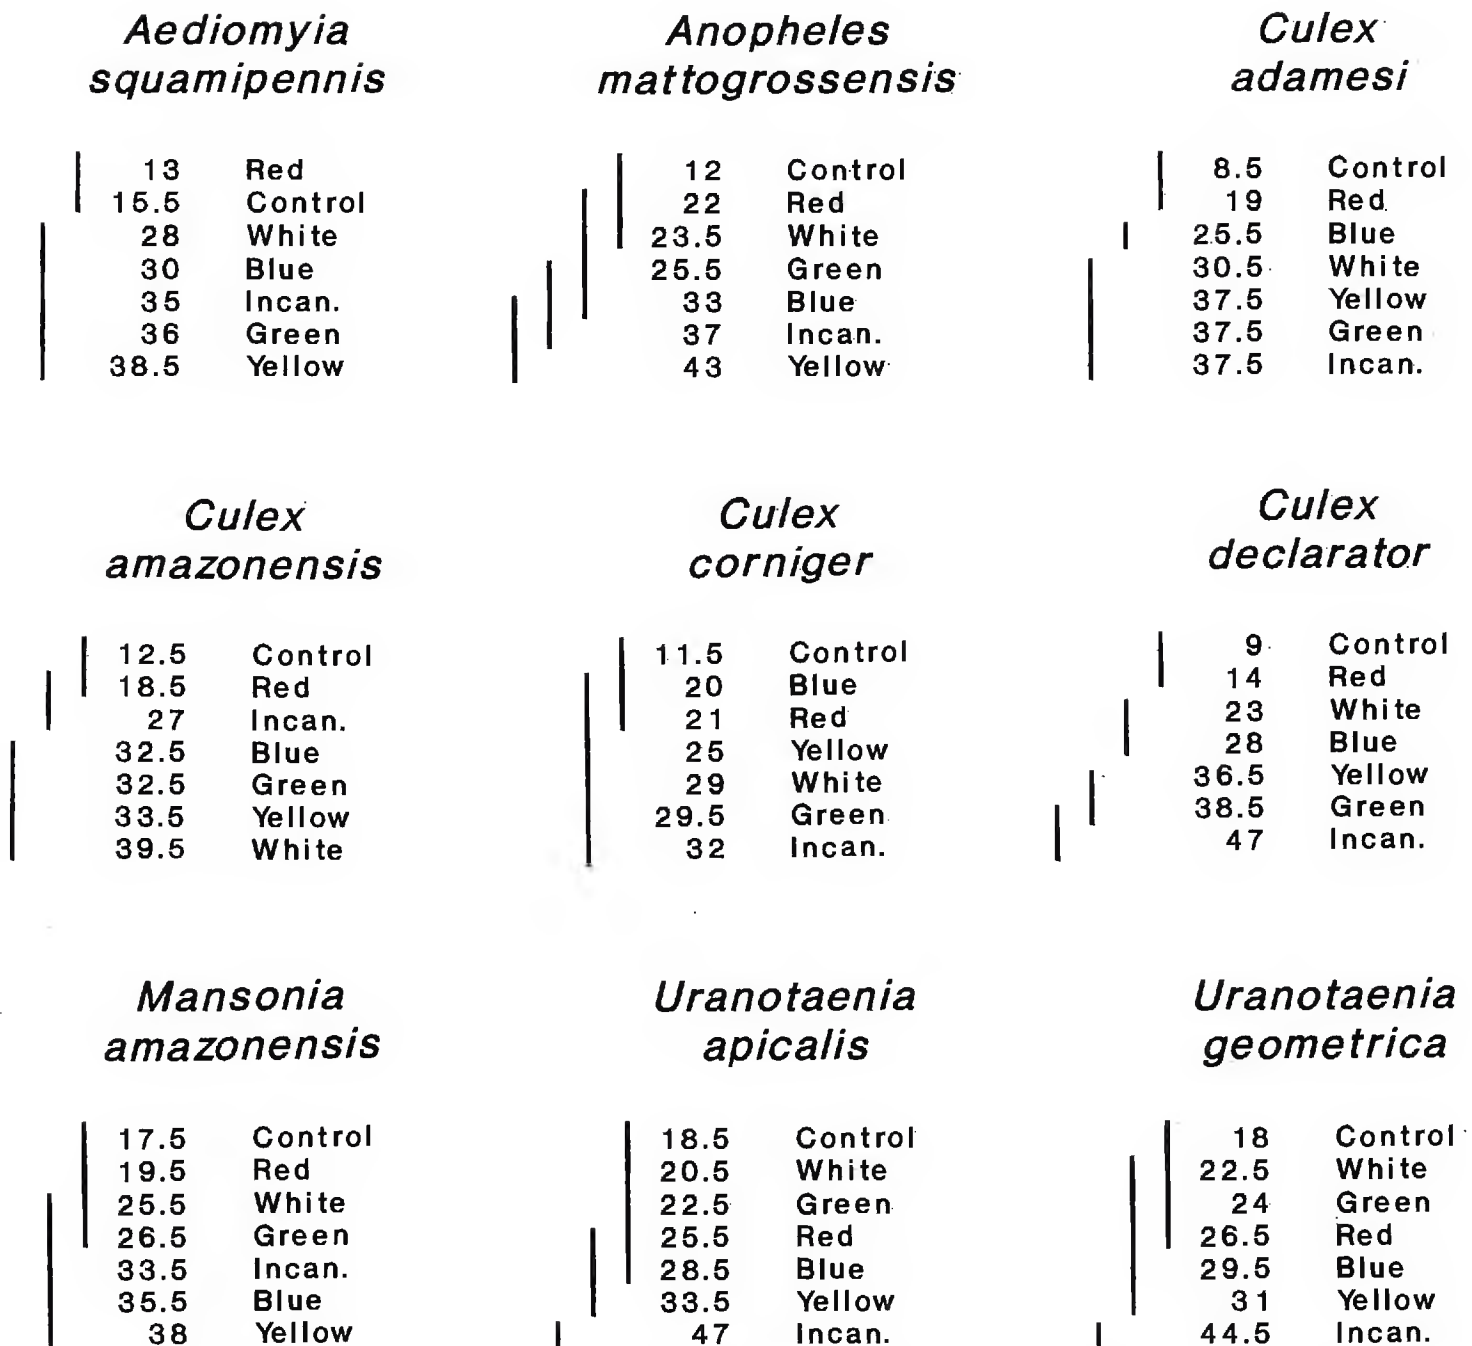 Aediomyia
squamipennis
13 Red
15.5 Control
28 White
30 Blue
35 Incan.
36 Green
38.5 Yellow
Anopheles
mattogrossensis
12 Control
22 Red
23.5 White
25.5 Green
33 Blue
37 Incan.
43 Yellow
Culex
adamesi
8.5 Control
19 Red
25.5 Blue
30.5 White
37.5 Yellow
37.5 Green
37.5 Incan.
Culex
amazonensis
12.5 Control
18.5 Red
27 Incan.
32.5 Blue
32.5 Green
33.5 Yellow
39.5 White
Culex
corniger
11.5 Control
20 Blue
21 Red
25 Yellow
29 White
29.5 Green
32 Incan.
Culex
declarator
9 Control
14 Red
23 White
28 Blue
36.5 Yellow
38.5 Green
47 Incan.
Mansonia
amazonensis
17.5 Control
19.5 Red
25.5 White
26.5 Green
33.5 Incan.
35.5 Blue
38 Yellow
Uranotaenia
apicalis
18.5 Control
20.5 White
22.5 Green
25.5 Red
28.5 Blue
33.5 Yellow
47 Incan.
Uranotaenia
geometrica
18 Control
22.5 White
24 Green
26.5 Red
29.5 Blue
31 Yellow
44.5 Incan.